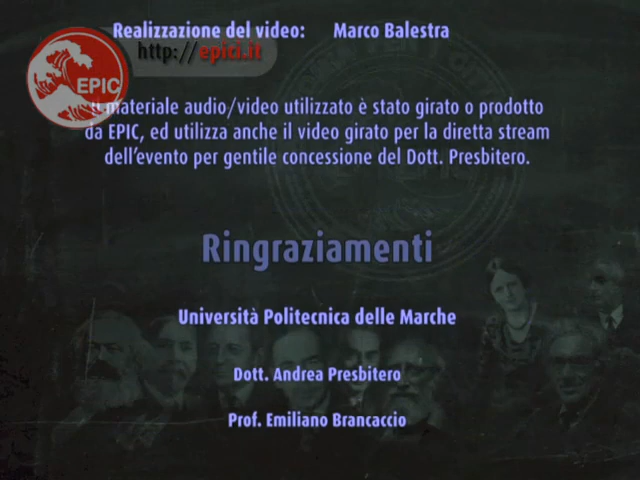 Realizzazione del video: Marco Balestra
http://epici.it
EPIC
Il materiale audio/video utilizzato è stato girato o prodotto
da EPIC, ed utilizza anche il video girato per la diretta stream
dell'evento per gentile concessione del Dott. Presbitero.
Ringraziamenti
Università Politecnica delle Marche
Dott. Andrea Presbitero
Prof. Emiliano Brancaccio